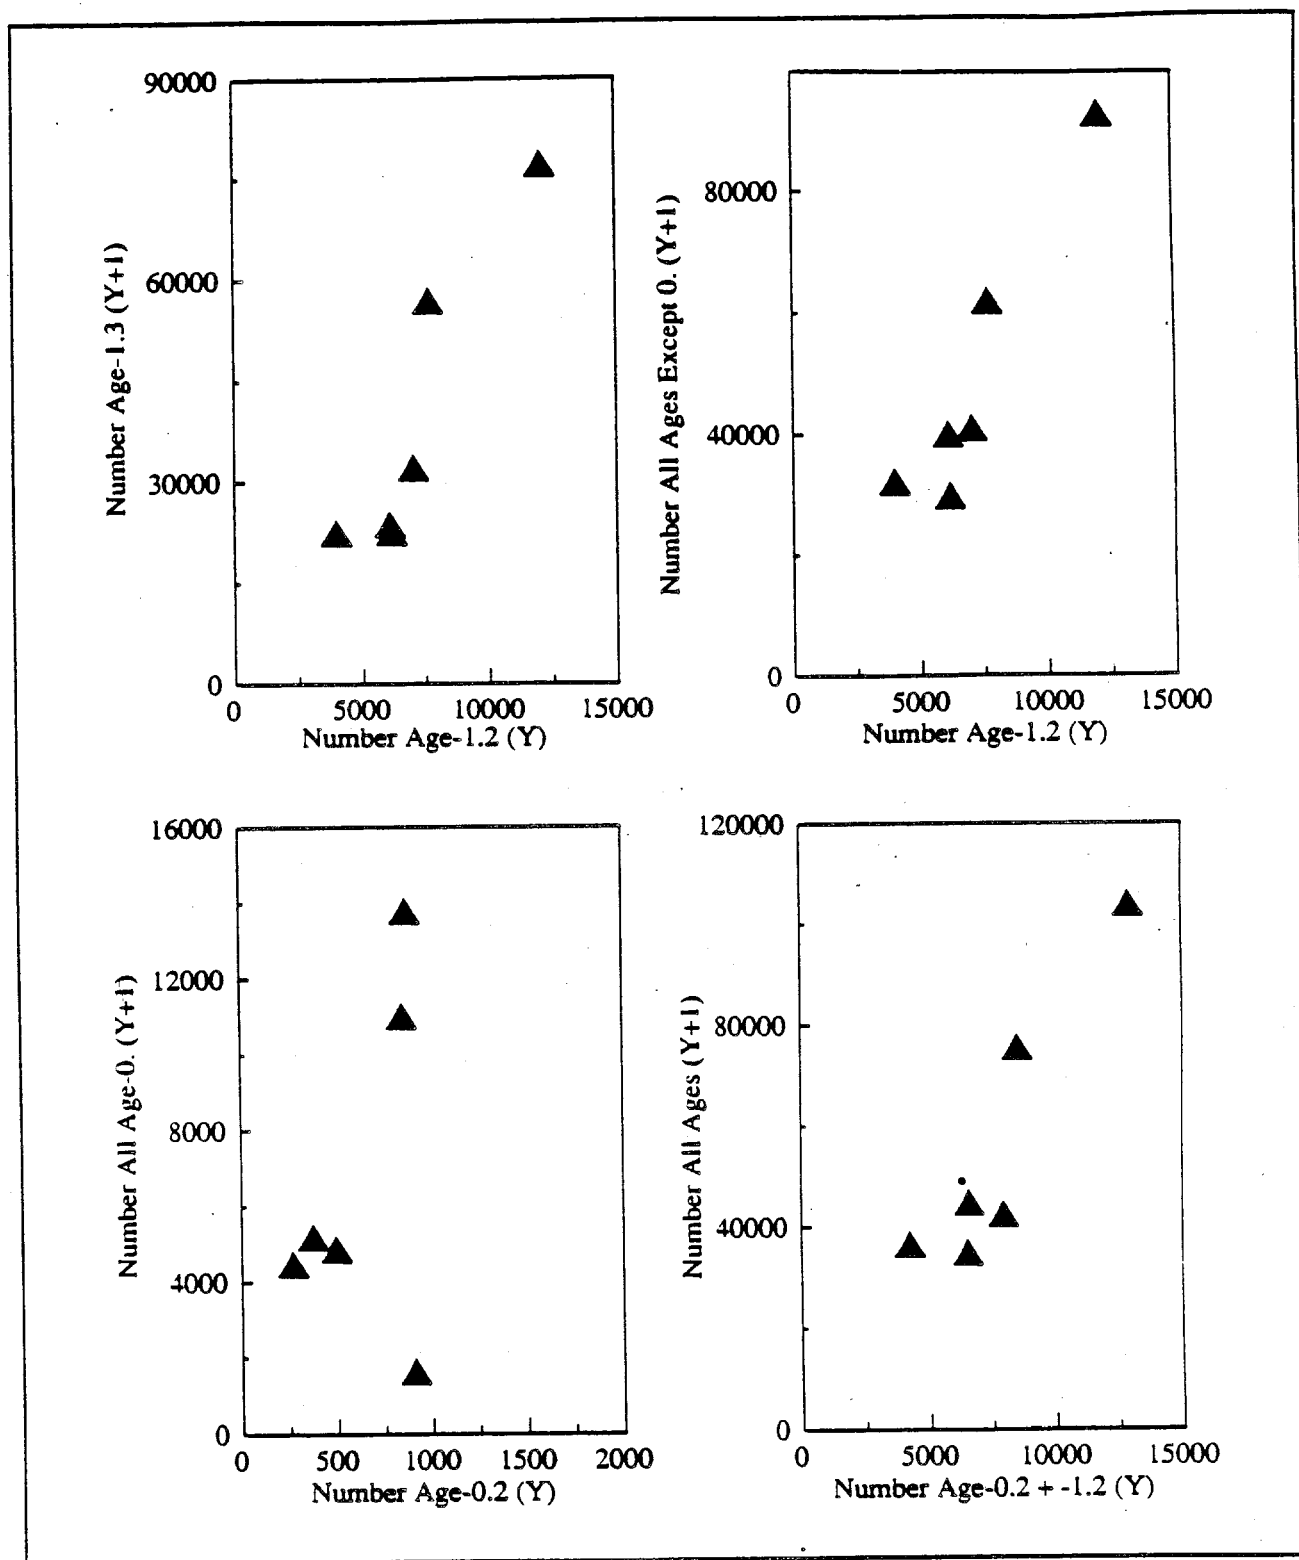 90000
60000
30000
0
0 5000 10000 15000
Number Age-1.2 (Y)
Number Age-1.3 (Y+1)
80000
40000
0
0 5000 10000 15000
Number Age-1.2 (Y)
Number All Ages Except 0. (Y+1)
16000
12000
8000
4000
0
0 500 1000 1500 2000
Number Age-0.2 (Y)
Number All Age-0. (Y+1)
120000
80000
40000
0
0 5000 10000 15000
Number Age-0.2 + -1.2 (Y)
Number All Ages (Y+1)